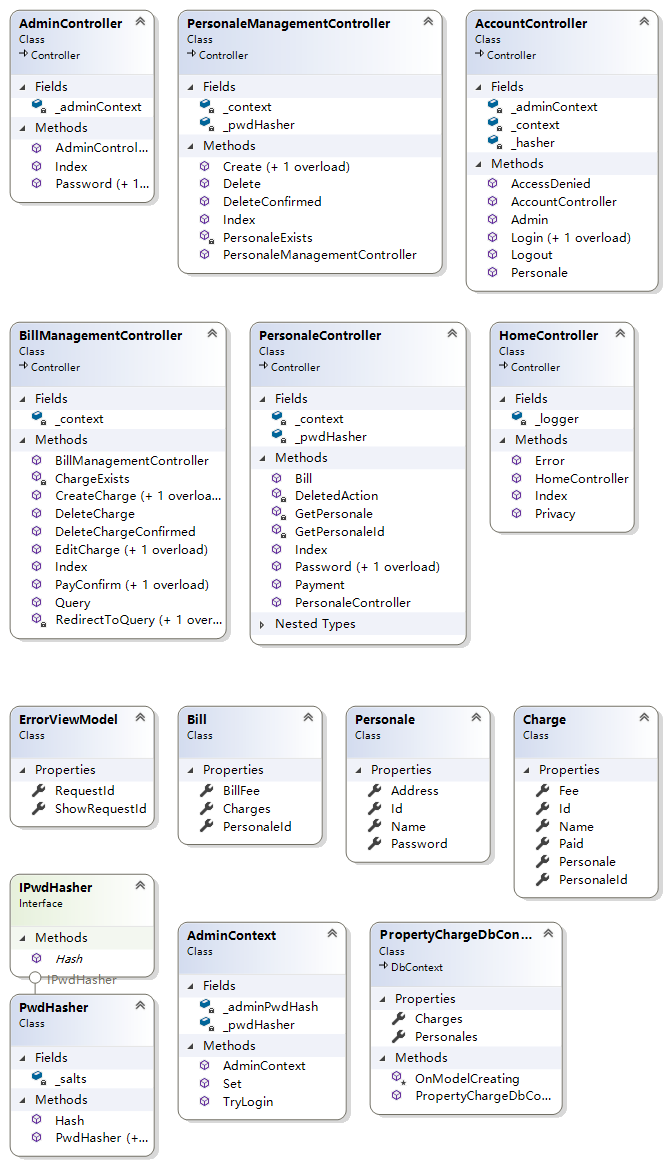 AdminController
Class
Controller
Fields
_adminContext
Methods
AdminControl...
Index
Password (+ 1...
PersonaleManagementController
Class
Controller
Fields
_context
_pwdHasher
Methods
Create (+ 1 overload)
Delete
DeleteConfirmed
Index
PersonaleExists
PersonaleManagementController
AccountController
Class
Controller
Fields
_adminContext
_context
_hasher
Methods
AccessDenied
AccountController
Admin
Login (+ 1 overload)
Logout
Personale
BillManagementController
Class
Controller
Fields
_context
Methods
BillManagementController
ChargeExists
CreateCharge (+ 1 overloa...
DeleteCharge
DeleteChargeConfirmed
EditCharge (+ 1 overload)
Index
PayConfirm (+ 1 overload)
Query
RedirectToQuery (+ 1 over...
PersonaleController
Class
Controller
Fields
_context
_pwdHasher
Methods
Bill
DeletedAction
GetPersonale
GetPersonaleId
Index
Password (+ 1 overload)
Payment
PersonaleController
Nested Types
HomeController
Class
Controller
Fields
_logger
Methods
Error
HomeController
Index
Privacy
ErrorViewModel
Class
Properties
RequestId
ShowRequestId
Bill
Class
Properties
BillFee
Charges
PersonaleId
Personale
Class
Properties
Address
Id
Name
Password
Charge
Class
Properties
Fee
Id
Name
Paid
Personale
PersonaleId
IPwdHasher
Interface
Methods
Hash
IPwdHasher
PwdHasher
Class
Fields
_salts
Methods
Hash
PwdHasher (+...
AdminContext
Class
Fields
_adminPwdHash
_pwdHasher
Methods
AdminContext
Set
TryLogin
PropertyChargeDbCon...
Class
DbContext
Properties
Charges
Personales
Methods
OnModelCreating
PropertyChargeDbCo...